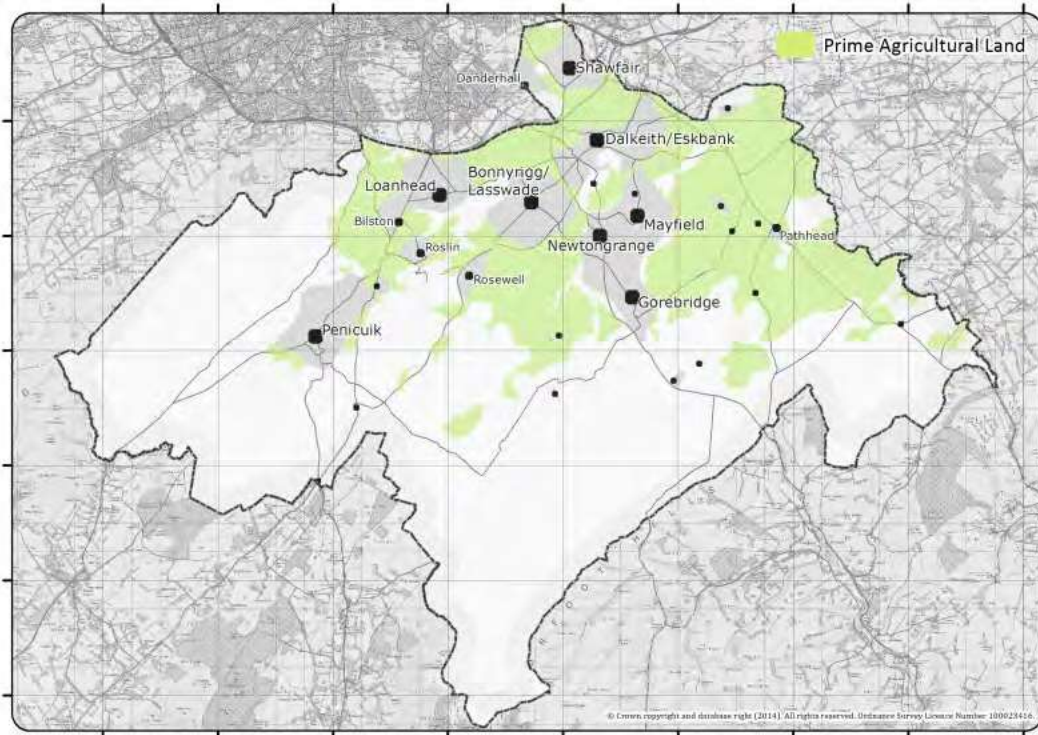 Prime Agricultural Land
Shawfair
Danderhall
Dalkeith/Eskbank
Bonnyrigg/
Lasswade
Loanhead
Bilston
Mayfield
Newtongrange
Pathhead
Roslin
Rosewell
Gorebridge
Penicuik
© Crown copyright and database right (2014). All rights reserved. Ordnance Survey Licence Number 100023416.